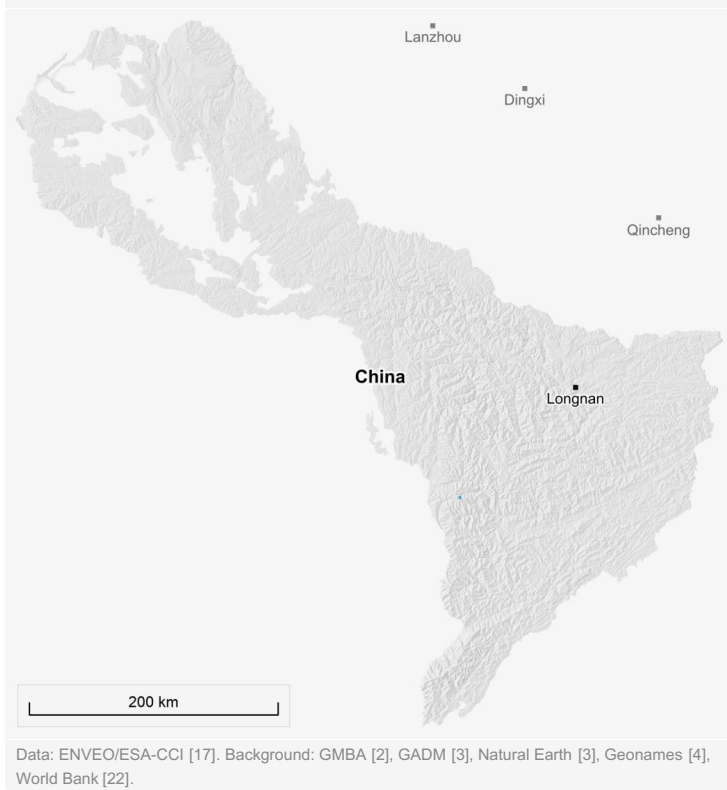 Lanzhou
Dingxi
Qincheng
China
Longnan
200 km
Data: ENVEO/ESA-CCI [17]. Background: GMBA [2], GADM [3], Natural Earth [3], Geonames [4],
World Bank [22].